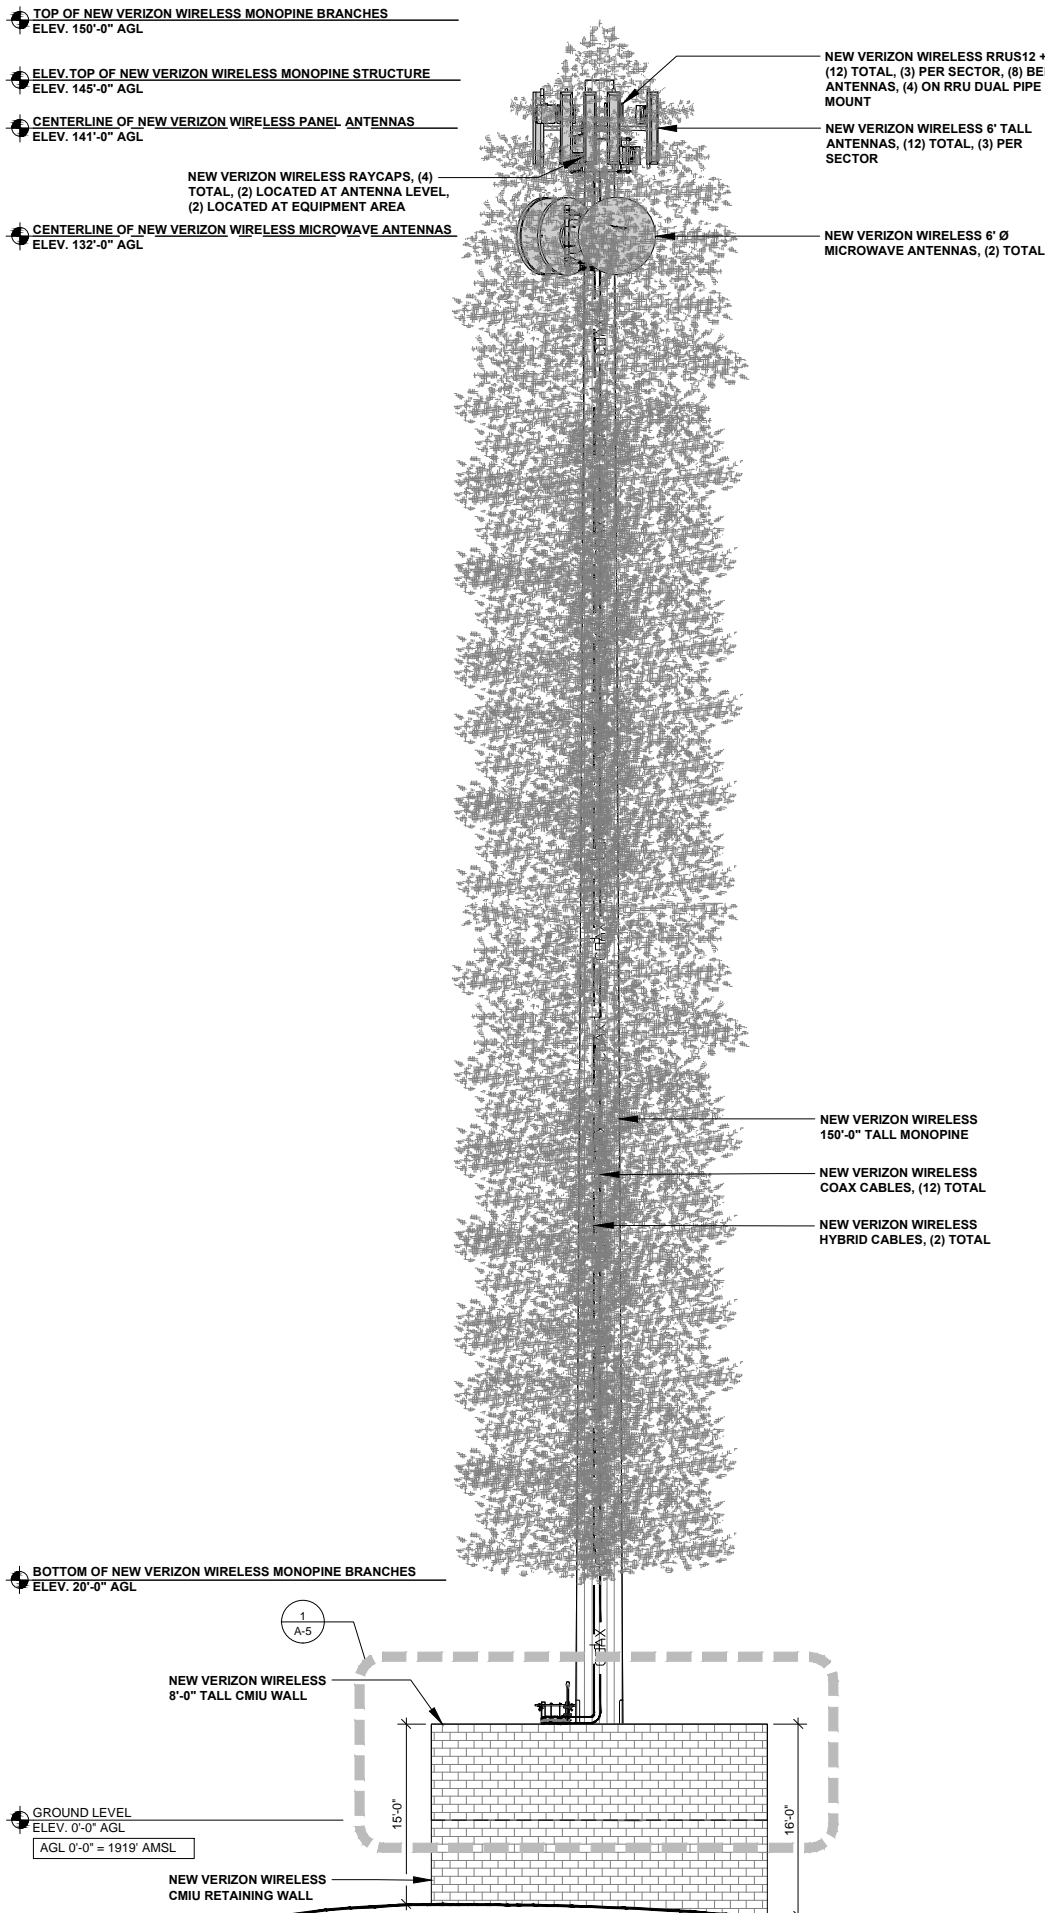 TOP OF NEW VERIZON WIRELESS MONOPINE BRANCHES
ELEV. 150'-0" AGL
ELEV.TOP OF NEW VERIZON WIRELESS MONOPINE STRUCTURE
ELEV. 145'-0" AGL
CENTERLINE OF NEW VERIZON WIRELESS PANEL ANTENNAS
ELEV. 141'-0" AGL
NEW VERIZON WIRELESS RAYCAPS, (4)
TOTAL, (2) LOCATED AT ANTENNA LEVEL,
(2) LOCATED AT EQUIPMENT AREA
CENTERLINE OF NEW VERIZON WIRELESS MICROWAVE ANTENNAS
ELEV. 132'-0" AGL
NEW VERIZON WIRELESS RRUS12 +
(12) TOTAL, (3) PER SECTOR, (8) BE
ANTENNAS, (4) ON RRU DUAL PIPE
MOUNT
NEW VERIZON WIRELESS 6' TALL
ANTENNAS, (12) TOTAL, (3) PER
SECTOR
NEW VERIZON WIRELESS 6' Ø
MICROWAVE ANTENNAS, (2) TOTAL
NEW VERIZON WIRELESS
150'-0" TALL MONOPINE
NEW VERIZON WIRELESS
COAX CABLES, (12) TOTAL
NEW VERIZON WIRELESS
HYBRID CABLES, (2) TOTAL
BOTTOM OF NEW VERIZON WIRELESS MONOPINE BRANCHES
ELEV. 20'-0" AGL
1
A-5
COAX
NEW VERIZON WIRELESS
8'-0" TALL CMIU WALL
15'-0"
16'-0"
GROUND LEVEL
ELEV. 0'-0" AGL
AGL 0'-0" = 1919' AMSL
NEW VERIZON WIRELESS
CMIU RETAINING WALL